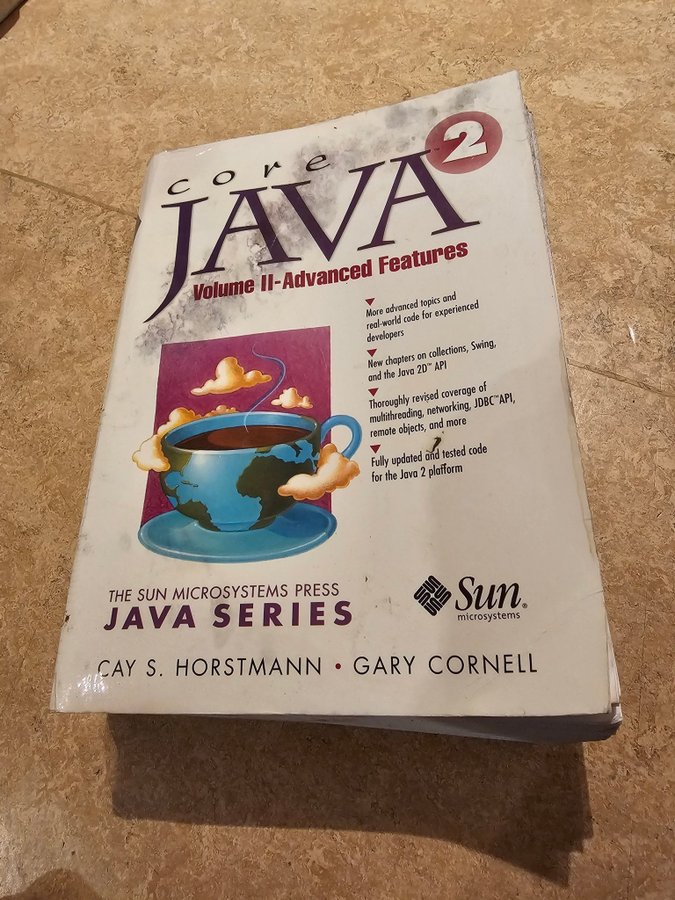 core
JAVA™ 2
Volume II-Advanced Features
More advanced topics and
real-world code for experienced
developers
New chapters on collections, Swing,
and the Java 2D™ API
Thoroughly revised coverage of
multithreading, networking, JDBC™API,
remote objects, and more
Fully updated and tested code
for the Java 2 platform
THE SUN MICROSYSTEMS PRESS
JAVA SERIES
Sun®
microsystems
CAY S. HORSTMANN • GARY CORNELL